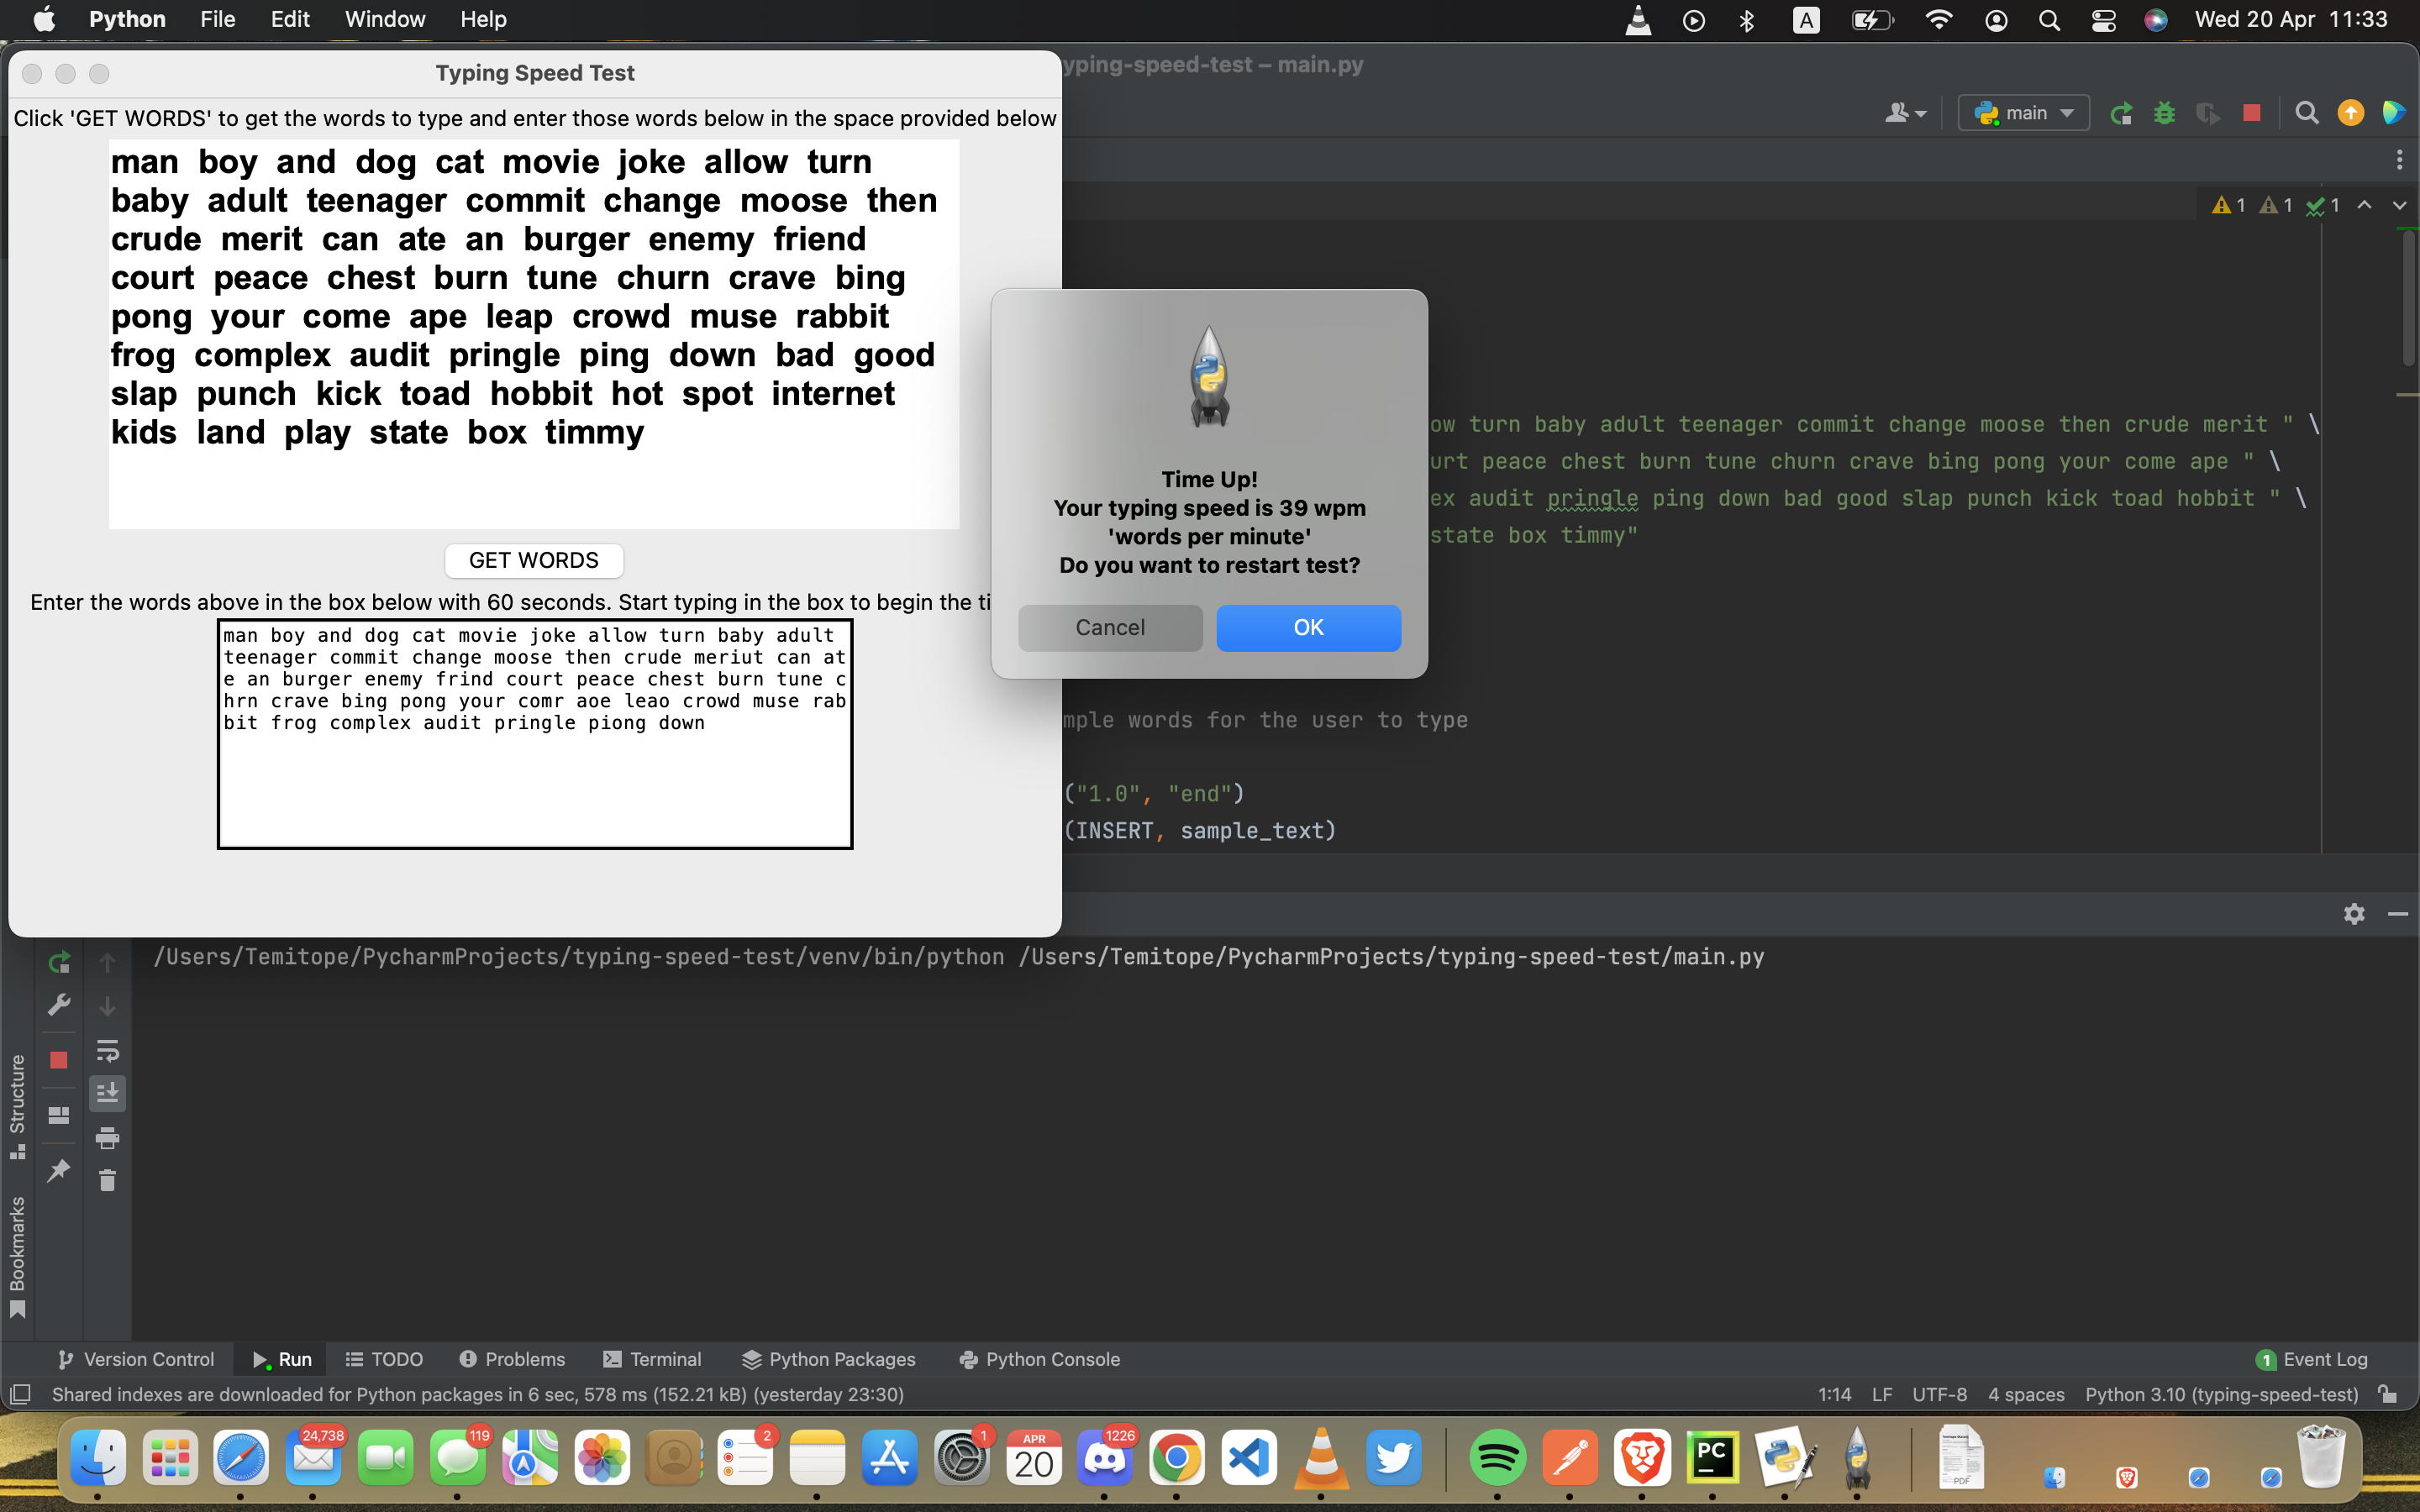 Python File Edit Window Help
A
Wed 20 Apr 11:33
Typing Speed Test
Click 'GET WORDS' to get the words to type and enter those words below in the space provided below
man boy and dog cat movie joke allow turn
baby adult teenager commit change moose then
crude merit can ate an burger enemy friend
court peace chest burn tune churn crave bing
pong your come ape leap crowd muse rabbit
frog complex audit pringle ping down bad good
slap punch kick toad hobbit hot spot internet
kids land play state box timmy
GET WORDS
Enter the words above in the box below with 60 seconds. Start typing in the box to begin the ti
man boy and dog cat movie joke allow turn baby adult
teenager commit change moose then crude meriut can at
e an burger enemy frind court peace chest burn tune c
hrn crave bing pong your comr aoe leao crowd muse rab
bit frog complex audit pringle piong down
Time Up!
Your typing speed is 39 wpm
'words per minute'
Do you want to restart test?
Cancel OK
yping-speed-test – main.py
main
1 1 1
ow turn baby adult teenager commit change moose then crude merit " \
urt peace chest burn tune churn crave bing pong your come ape " \
ex audit pringle ping down bad good slap punch kick toad hobbit " \
state box timmy"
mple words for the user to type
("1.0", "end")
(INSERT, sample_text)
/Users/Temitope/PycharmProjects/typing-speed-test/venv/bin/python /Users/Temitope/PycharmProjects/typing-speed-test/main.py
Structure
Bookmarks
Version Control Run TODO Problems Terminal Python Packages Python Console 1 Event Log
Shared indexes are downloaded for Python packages in 6 sec, 578 ms (152.21 kB) (yesterday 23:30) 1:14 LF UTF-8 4 spaces Python 3.10 (typing-speed-test)
24,738 119 2 1 APR 20 1226 PC PDF